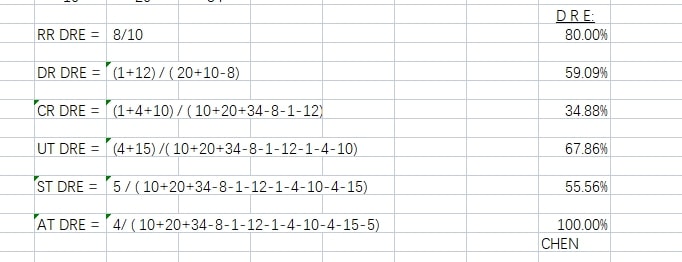 D R E:
RR DRE = 8/10 80.00%
DR DRE = (1+12) / ( 20+10-8) 59.09%
CR DRE = (1+4+10) / ( 10+20+34-8-1-12) 34.88%
UT DRE = (4+15) /( 10+20+34-8-1-12-1-4-10) 67.86%
ST DRE = 5 / ( 10+20+34-8-1-12-1-4-10-4-15) 55.56%
AT DRE = 4/ ( 10+20+34-8-1-12-1-4-10-4-15-5) 100.00%
CHEN